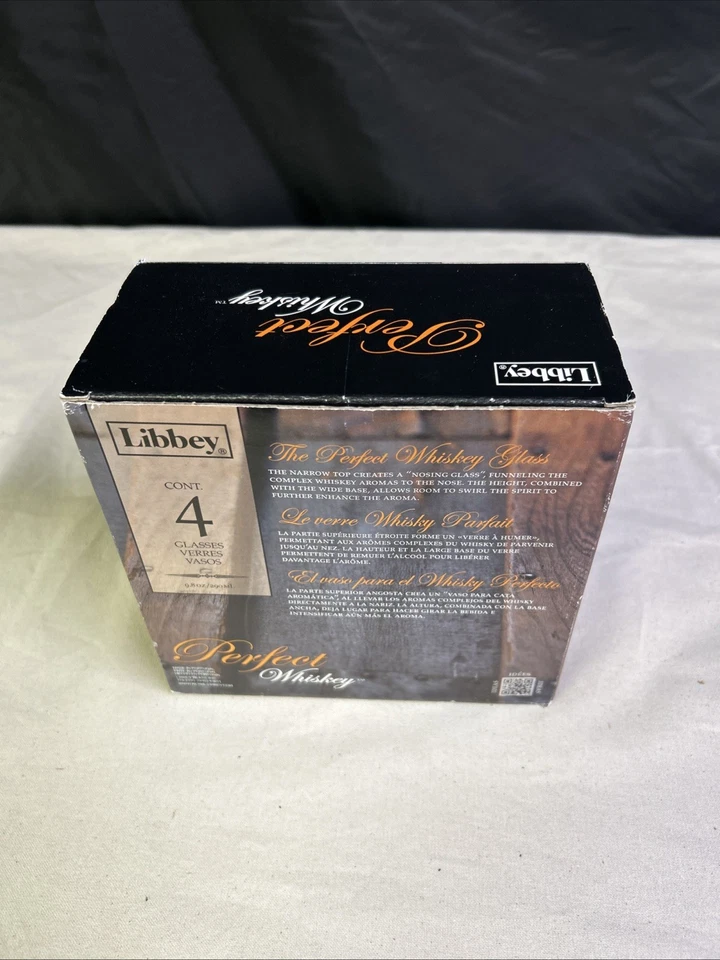 Perfect
Whiskey™
Libbey®
Libbey®
CONT.
4
GLASSES
VERRES
VASOS
The Perfect Whiskey Glass
THE NARROW TOP CREATES A "NOSING GLASS", FUNNELING THE
COMPLEX WHISKEY AROMAS TO THE NOSE. THE HEIGHT, COMBINED
WITH THE WIDE BASE, ALLOWS ROOM TO SWIRL THE SPIRIT TO
FURTHER ENHANCE THE AROMA.
Le verre Whisky Parfait
LA PARTIE SUPÉRIEURE ÉTROITE FORME UN «VERRE À HUMER»,
PERMETTANT AUX ARÔMES COMPLEXES DU WHISKY DE PARVENIR
JUSQU'AU NEZ. LA HAUTEUR ET LA LARGE BASE DU VERRE
PERMETTENT DE REMUER L'ALCOOL POUR LIBÉRER
DAVANTAGE L'ARÔME.
El vaso para el Whisky Perfecto
LA PARTE SUPERIOR ANGOSTA CREA UN "VASO PARA CATA
AROMÁTICA", AL LLEVAR LOS AROMAS COMPLEJOS DEL WHISKY
DIRECTAMENTE A LA NARIZ. LA ALTURA, COMBINADA CON LA BASE
ANCHA, DEJA LUGAR PARA HACER GIRAR LA BEBIDA E
INTENSIFICAR AÚN MÁS EL AROMA.
Perfect
Whiskey™